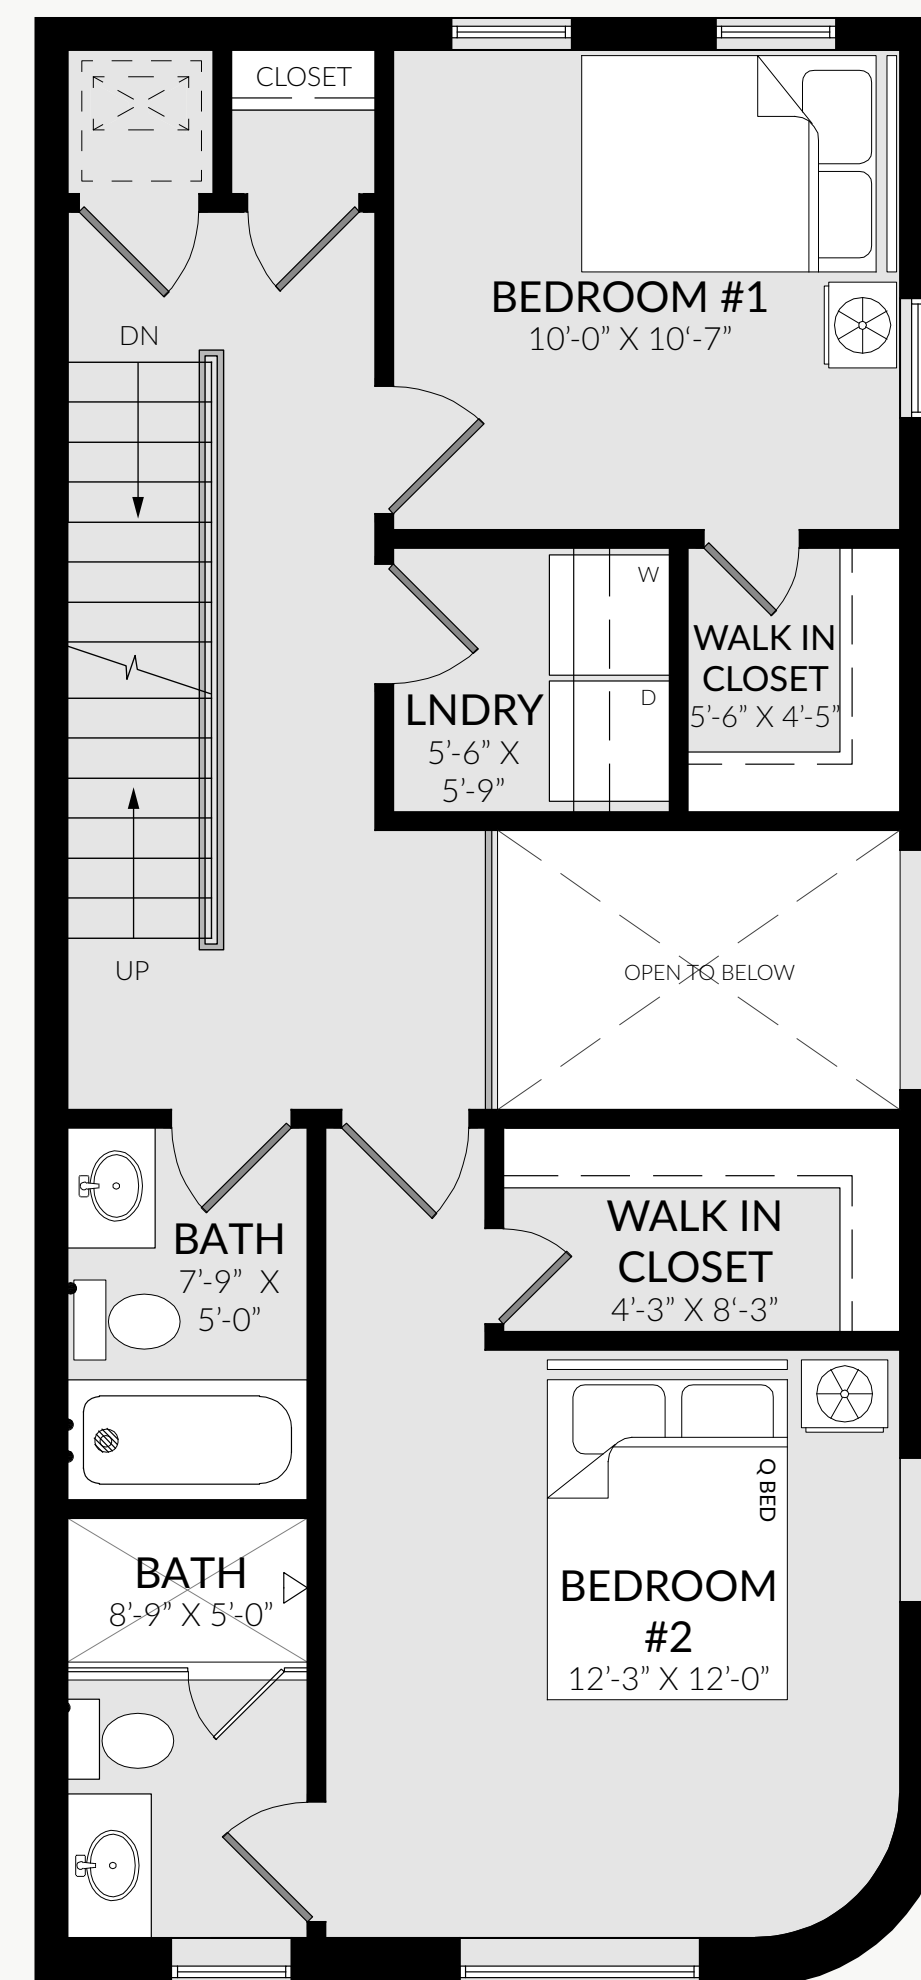 CLOSET
BEDROOM #1
10’-0” X 10‘-7”
DN
W
WALK IN
CLOSET
5’-6” X 4’-5”
D
LNDRY
5’-6” X
5’-9”
OPEN TO BELOW
UP
BATH
7’-9” X
5’-0”
WALK IN
CLOSET
4’-3” X 8‘-3”
Q BED
BATH
8’-9” X 5’-0”
BEDROOM
#2
12’-3” X 12’-0”